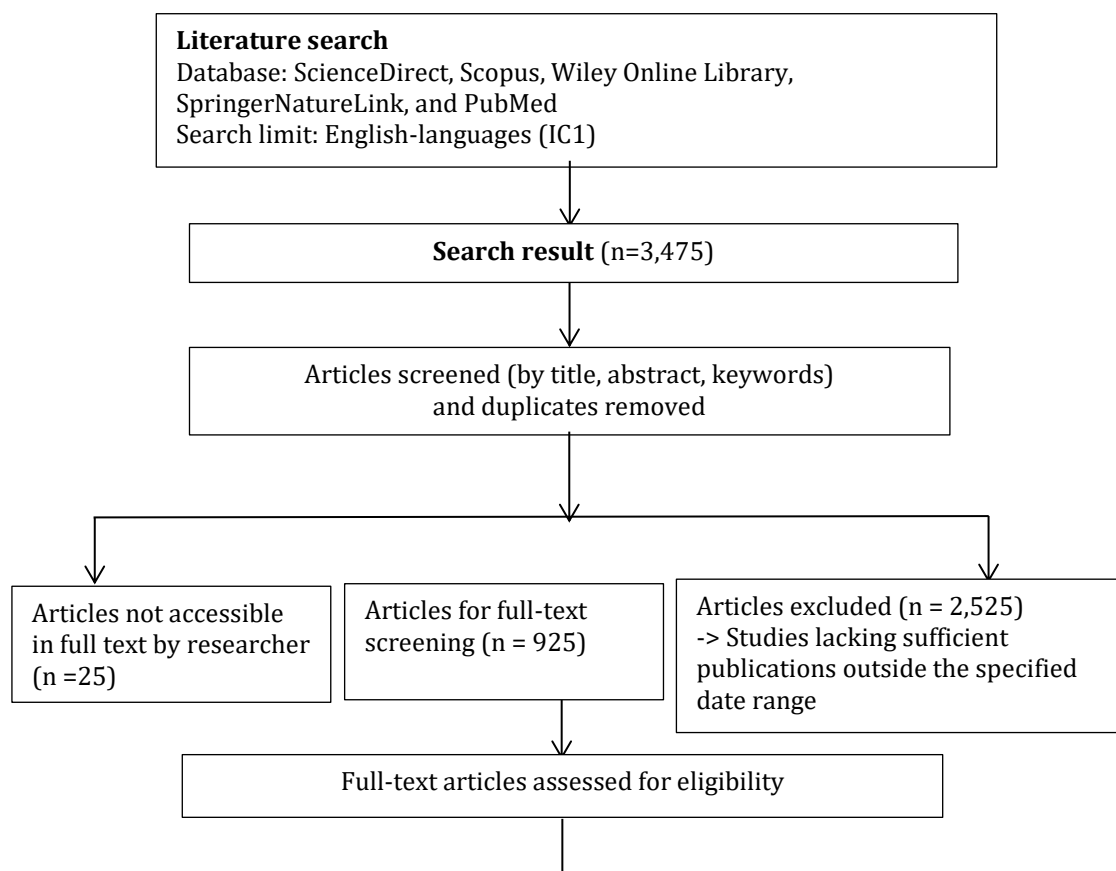 Literature search
Database: ScienceDirect, Scopus, Wiley Online Library,
SpringerNatureLink, and PubMed
Search limit: English-languages (IC1)
Search result (n=3,475)
Articles screened (by title, abstract, keywords)
and duplicates removed
Articles not accessible
in full text by researcher
(n =25)
Articles for full-text
screening (n = 925)
Articles excluded (n = 2,525)
-> Studies lacking sufficient
publications outside the specified
date range
Full-text articles assessed for eligibility